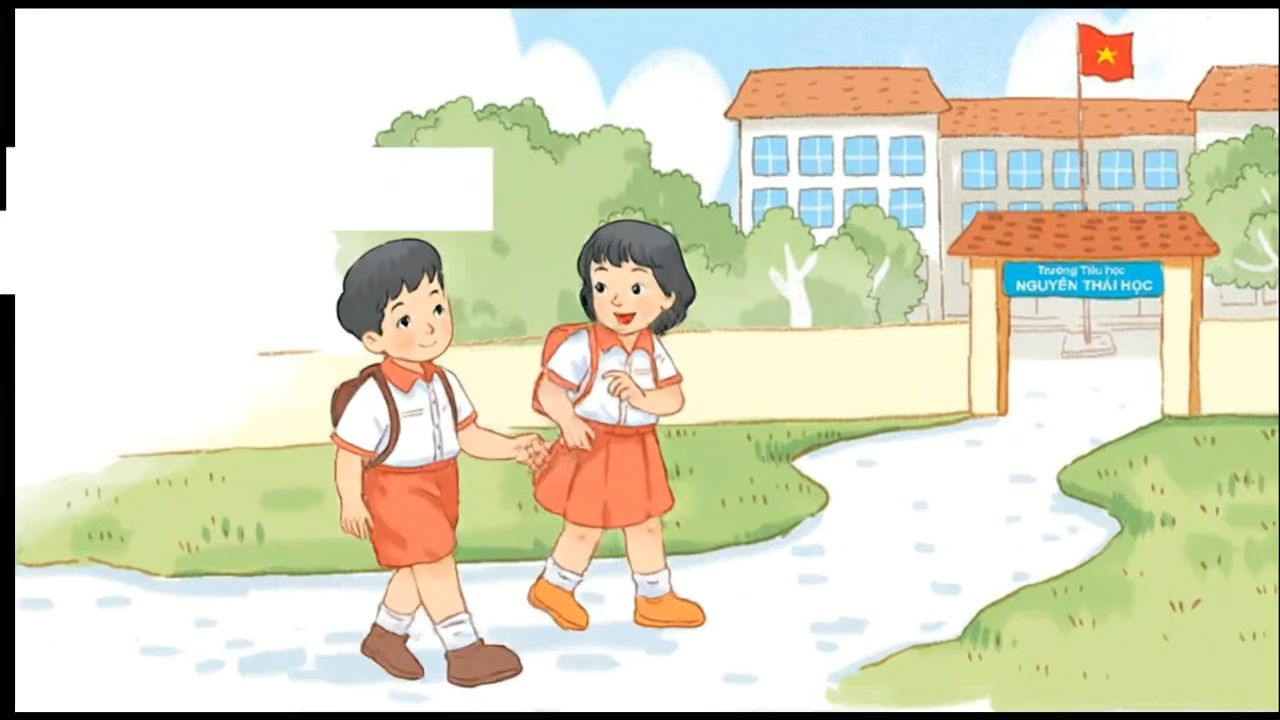 Trường Tiểu học
NGUYỄN THÁI HỌC